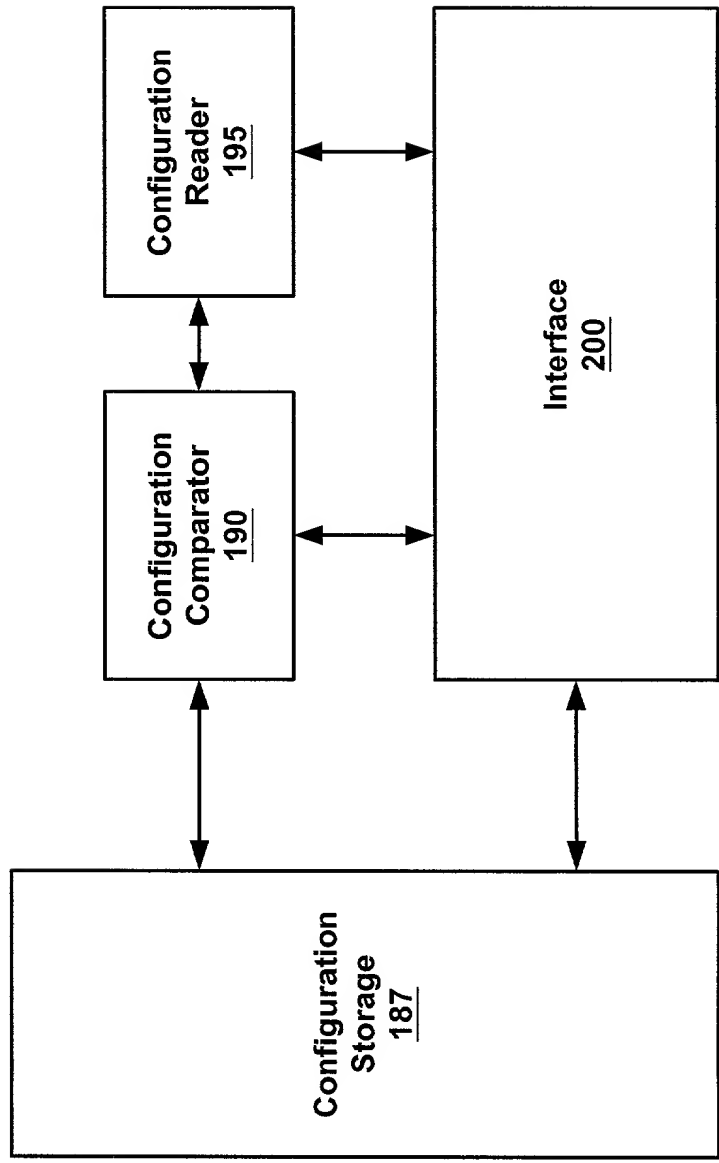 Configuration
Storage
187
Configuration
Comparator
190
Configuration
Reader
195
Interface
200